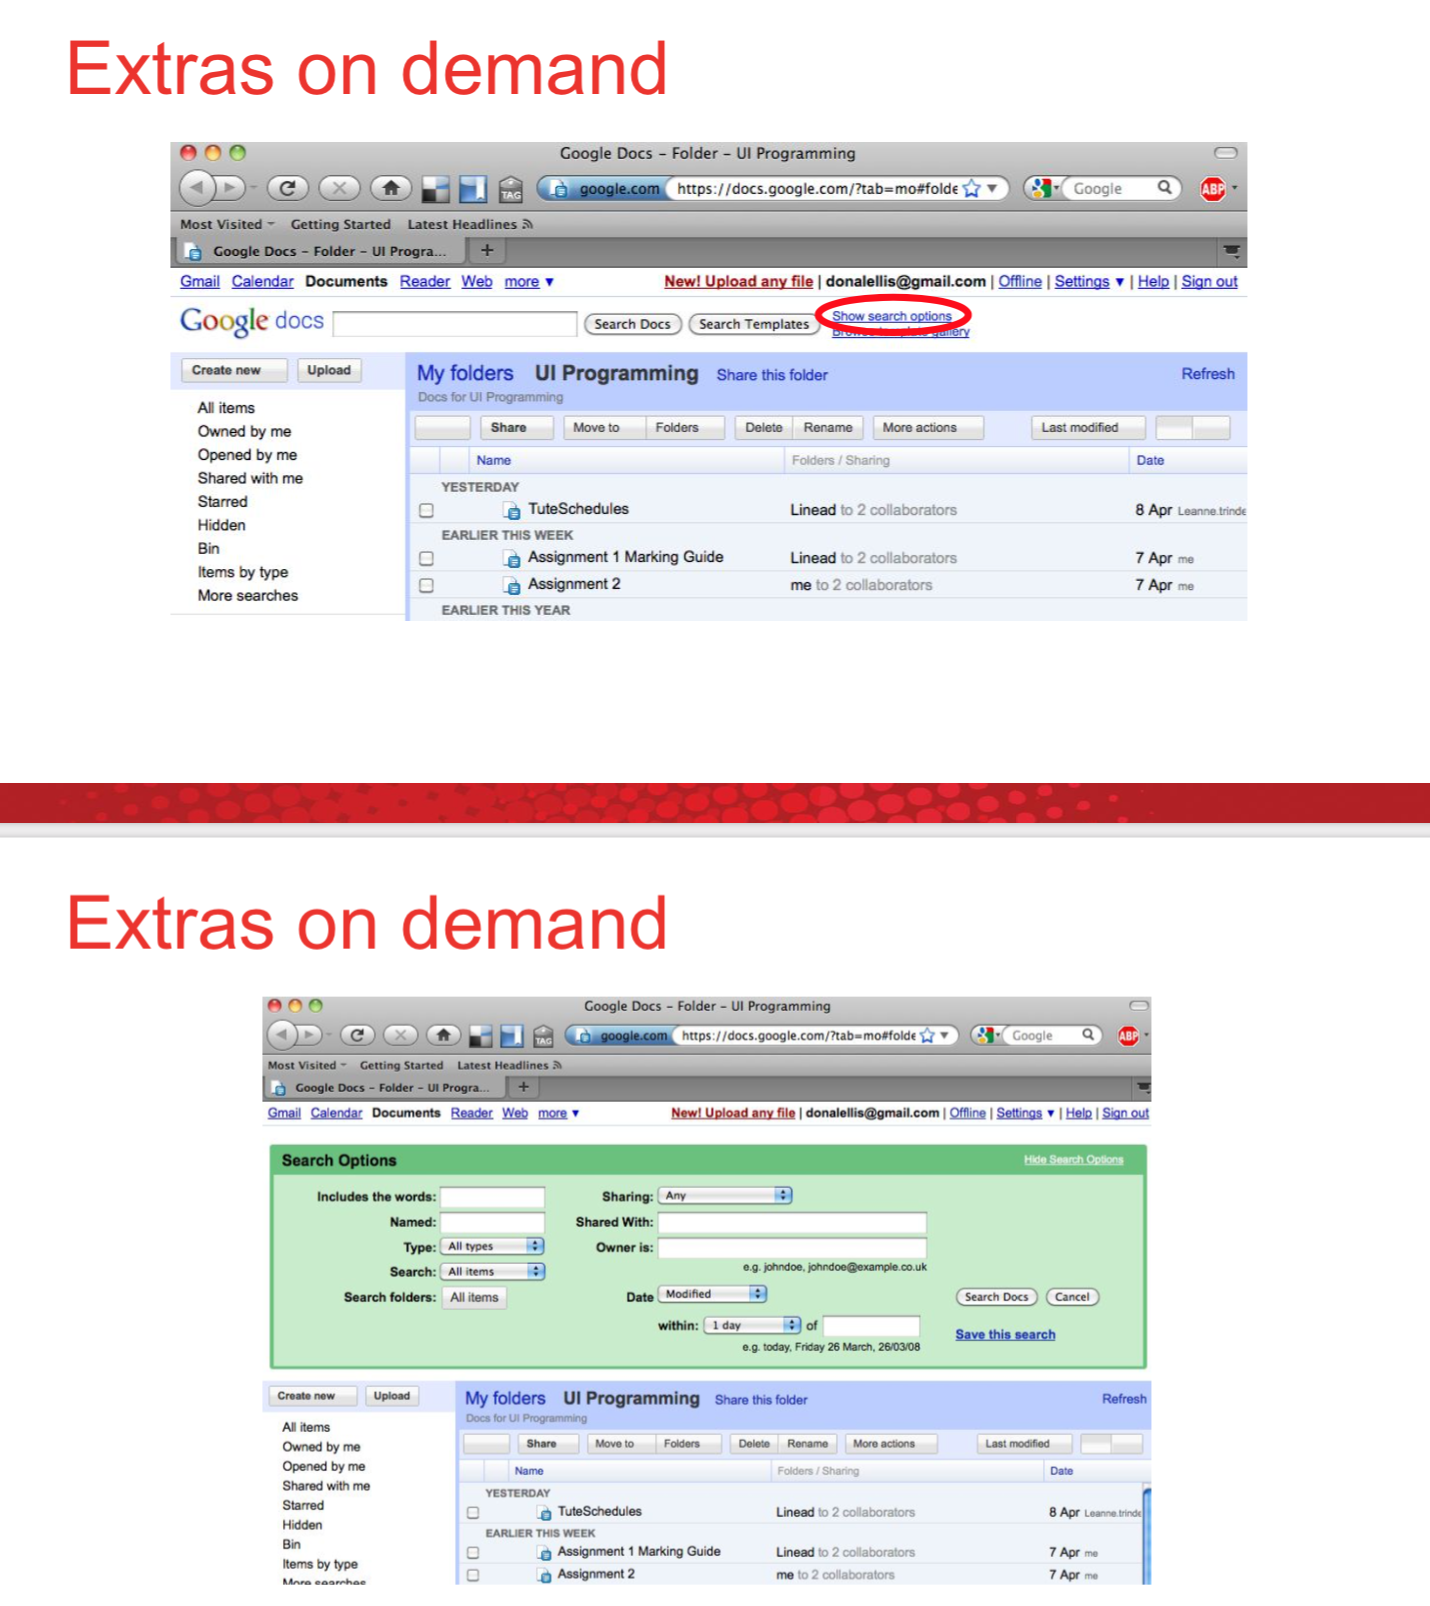 Extras on demand
Google Docs – Folder – UI Programming
TAG google.com https://docs.google.com/?tab=mo#folde Google ABP
Most Visited Getting Started Latest Headlines
Google Docs – Folder – UI Progra... +
Gmail Calendar Documents Reader Web more ▼ New! Upload any file | donalellis@gmail.com | Offline | Settings ▼ | Help | Sign out
Google docs Search Docs Search Templates Show search options
Browse template gallery
Create new Upload My folders UI Programming Share this folder Refresh
Docs for UI Programming
All items
Owned by me
Opened by me
Shared with me
Starred
Hidden
Bin
Items by type
More searches
Share Move to Folders Delete Rename More actions Last modified
Name Folders / Sharing Date
YESTERDAY
TuteSchedules Linead to 2 collaborators 8 Apr Leanne.trinde
EARLIER THIS WEEK
Assignment 1 Marking Guide Linead to 2 collaborators 7 Apr me
Assignment 2 me to 2 collaborators 7 Apr me
EARLIER THIS YEAR
Extras on demand
Google Docs – Folder – UI Programming
TAG google.com https://docs.google.com/?tab=mo#folde Google ABP
Most Visited Getting Started Latest Headlines
Google Docs – Folder – UI Progra... +
Gmail Calendar Documents Reader Web more ▼ New! Upload any file | donalellis@gmail.com | Offline | Settings ▼ | Help | Sign out
Search Options Hide Search Options
Includes the words: Sharing: Any
Named: Shared With:
Type: All types Owner is:
e.g. johndoe, johndoe@example.co.uk
Search: All items
Search folders: All items Date Modified Search Docs Cancel
within: 1 day of
Save this search
e.g. today, Friday 26 March, 26/03/08
Create new Upload My folders UI Programming Share this folder Refresh
Docs for UI Programming
All items
Owned by me
Opened by me
Shared with me
Starred
Hidden
Bin
Items by type
More searches
Share Move to Folders Delete Rename More actions Last modified
Name Folders / Sharing Date
YESTERDAY
TuteSchedules Linead to 2 collaborators 8 Apr Leanne.trinde
EARLIER THIS WEEK
Assignment 1 Marking Guide Linead to 2 collaborators 7 Apr me
Assignment 2 me to 2 collaborators 7 Apr me